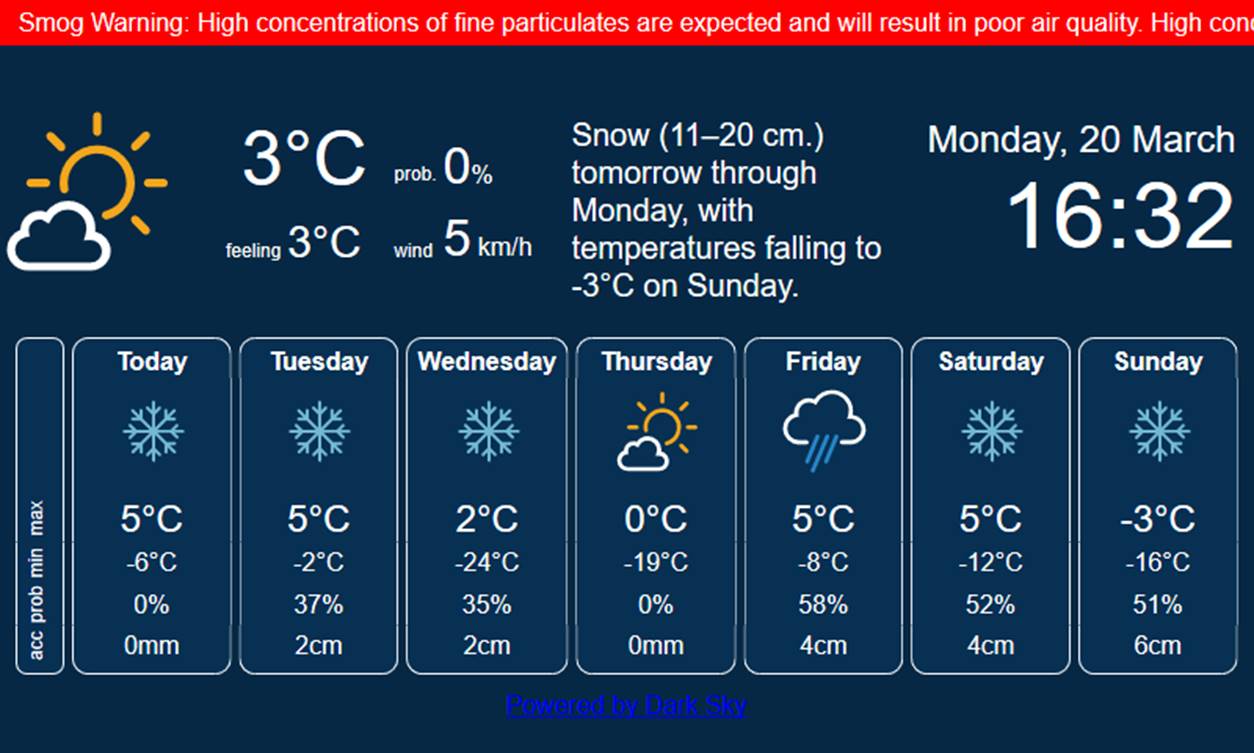 Smog Warning: High concentrations of fine particulates are expected and will result in poor air quality. High
3°C prob. 0%
feeling 3°C wind 5 km/h
Snow (11–20 cm.)
tomorrow through
Monday, with
temperatures falling to
-3°C on Sunday.
Monday, 20 March
16:32
Today Tuesday Wednesday Thursday Friday Saturday Sunday
max 5°C 5°C 2°C 0°C 5°C 5°C -3°C
min -6°C -2°C -24°C -19°C -8°C -12°C -16°C
prob 0% 37% 35% 0% 58% 52% 51%
acc 0mm 2cm 2cm 0mm 4cm 4cm 6cm
Powered by Dark Sky